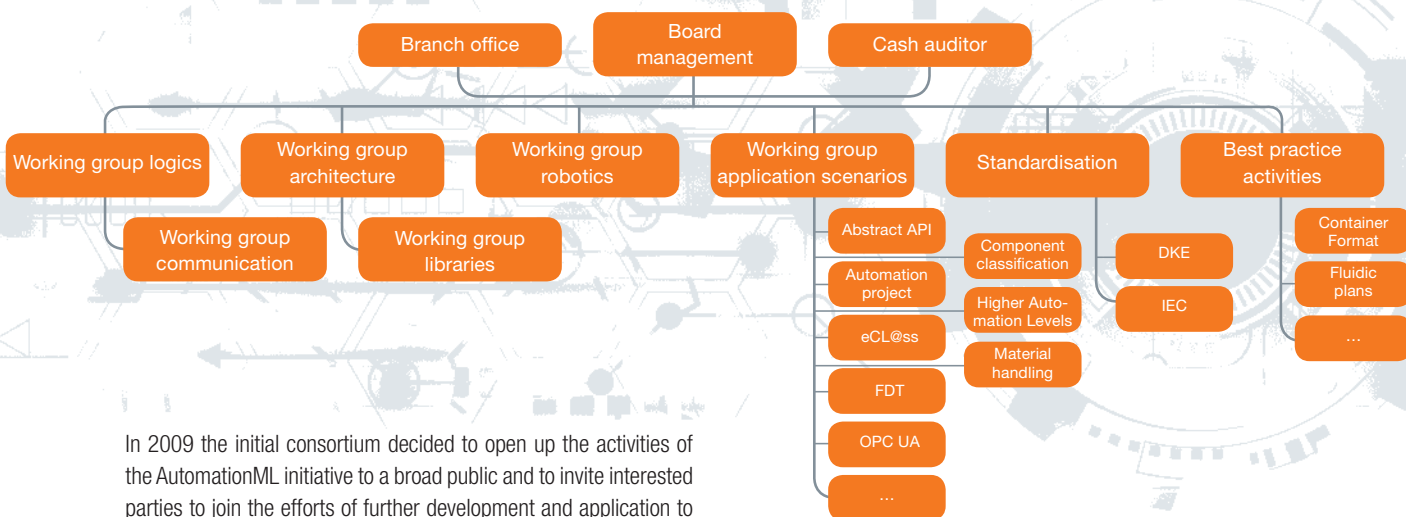 Branch office
Board
management
Cash auditor
Working group logics
Working group
architecture
Working group
robotics
Working group
application scenarios
Standardisation
Best practice
activities
Working group
communication
Working group
libraries
Abstract API
Automation
project
eCL@ss
FDT
OPC UA
...
Component
classification
Higher Auto-
mation Levels
Material
handling
DKE
IEC
Container
Format
Fluidic
plans
...
In 2009 the initial consortium decided to open up the activities of
the AutomationML initiative to a broad public and to invite interested
parties to join the efforts of further development and application to